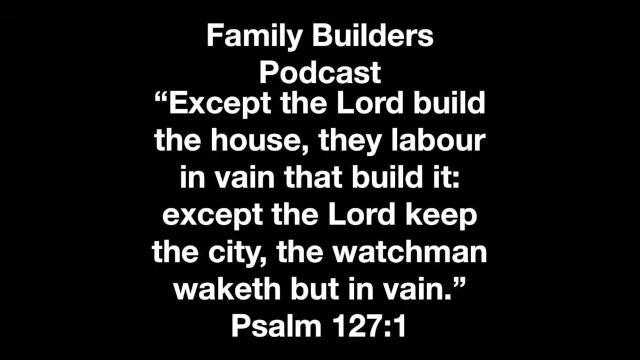 Family Builders
Podcast
“Except the Lord build
the house, they labour
in vain that build it:
except the Lord keep
the city, the watchman
waketh but in vain.”
Psalm 127:1